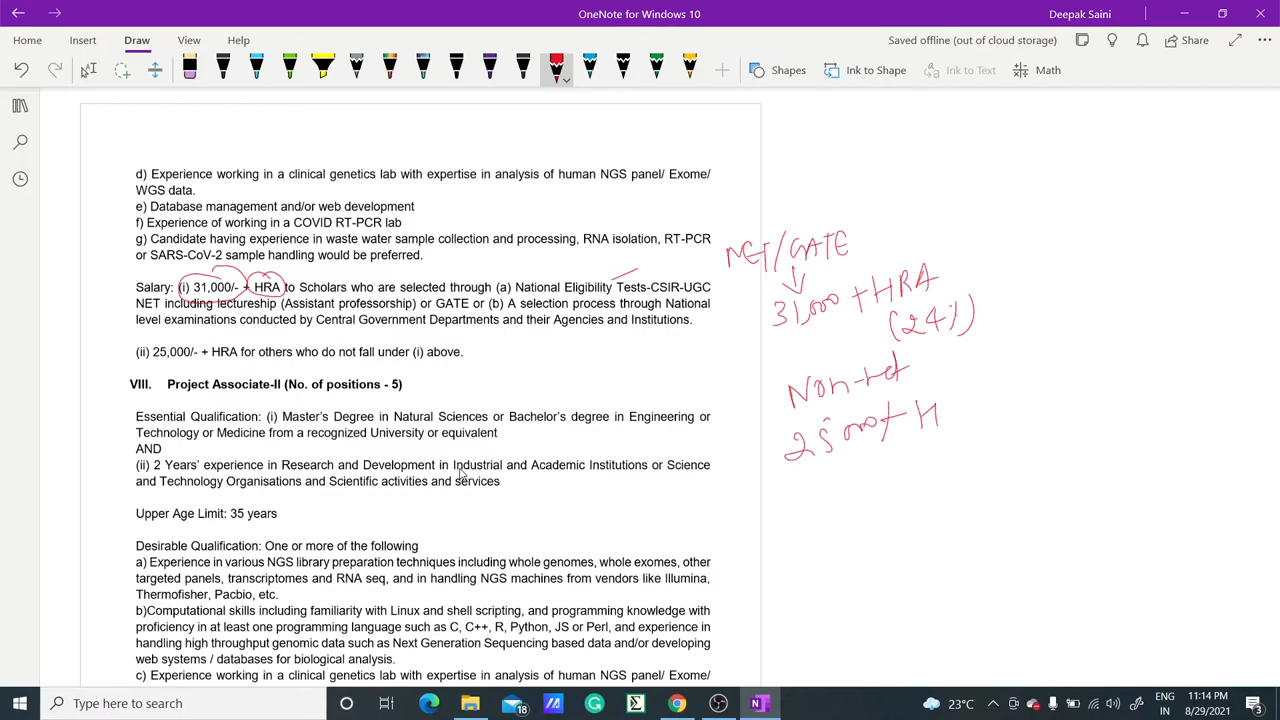 OneNote for Windows 10
Deepak Saini
Home
Insert
Draw
View
Help
Saved offline (out of cloud storage)
Share
Shapes
Ink to Shape
Ink to Text
Math
d) Experience working in a clinical genetics lab with expertise in analysis of human NGS panel/ Exome/
WGS data.
e) Database management and/or web development
f) Experience of working in a COVID RT-PCR lab
g) Candidate having experience in waste water sample collection and processing, RNA isolation, RT-PCR
or SARS-CoV-2 sample handling would be preferred.
Salary: (i) 31,000/- + HRA to Scholars who are selected through (a) National Eligibility Tests-CSIR-UGC
NET including lectureship (Assistant professorship) or GATE or (b) A selection process through National
level examinations conducted by Central Government Departments and their Agencies and Institutions.
(ii) 25,000/- + HRA for others who do not fall under (i) above.
VIII. Project Associate-II (No. of positions - 5)
Essential Qualification: (i) Master's Degree in Natural Sciences or Bachelor's degree in Engineering or
Technology or Medicine from a recognized University or equivalent
AND
(ii) 2 Years' experience in Research and Development in Industrial and Academic Institutions or Science
and Technology Organisations and Scientific activities and services
Upper Age Limit: 35 years
Desirable Qualification: One or more of the following
a) Experience in various NGS library preparation techniques including whole genomes, whole exomes, other
targeted panels, transcriptomes and RNA seq, and in handling NGS machines from vendors like Illumina,
Thermofisher, Pacbio, etc.
b)Computational skills including familiarity with Linux and shell scripting, and programming knowledge with
proficiency in at least one programming language such as C, C++, R, Python, JS or Perl, and experience in
handling high throughput genomic data such as Next Generation Sequencing based data and/or developing
web systems / databases for biological analysis.
c) Experience working in a clinical genetics lab with expertise in analysis of human NGS panel/ Exome/
NET/GATE
31,000 + HRA
(24%)
Non-net
25000+ H
Type here to search
18
23°C
ENG
IN
11:14 PM
8/29/2021
3